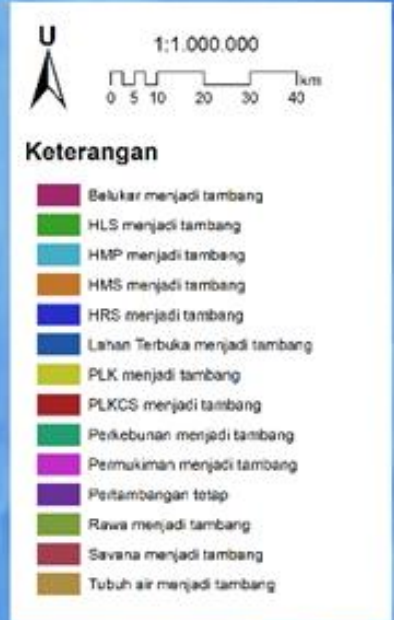 U
1:1.000.000
km
0 5 10 20 30 40
Keterangan
Belukar menjadi tambang
HLS menjadi tambang
HMP menjadi tambang
HMS menjadi tambang
HRS menjadi tambang
Lahan Terbuka menjadi tambang
PLK menjadi tambang
PLKCS menjadi tambang
Perkebunan menjadi tambang
Permukiman menjadi tambang
Pertambangan tetap
Rawa menjadi tambang
Savana menjadi tambang
Tubuh air menjadi tambang